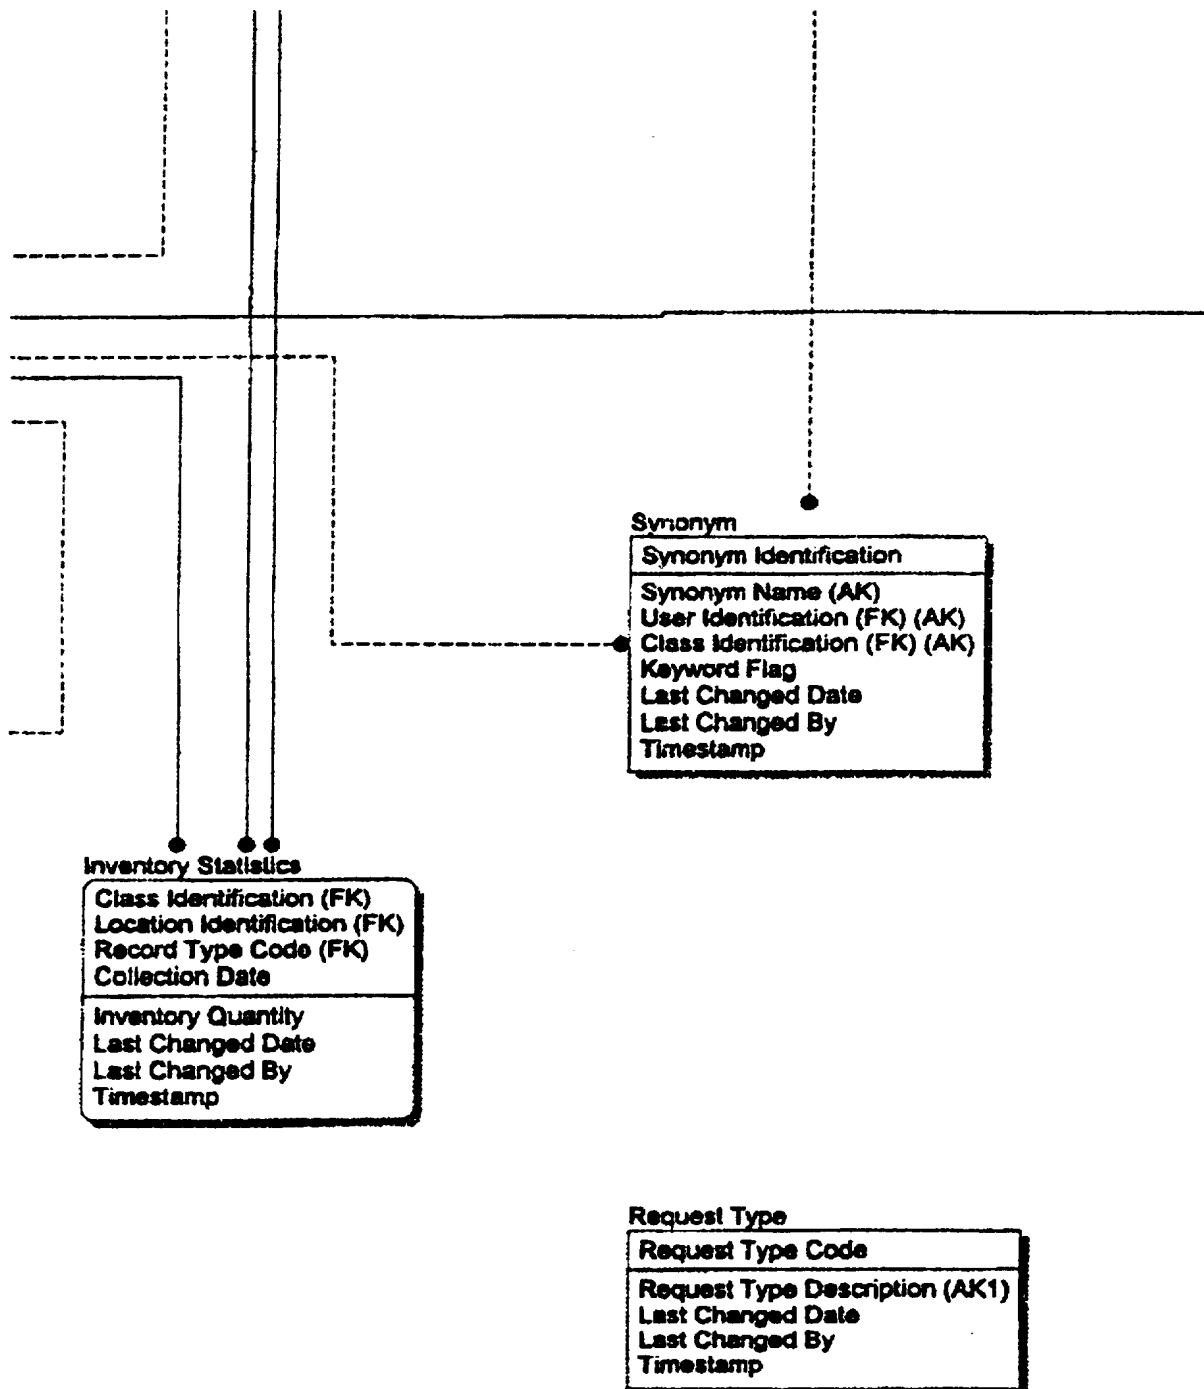 Synonym
Synonym Identification
Synonym Name (AK)
User Identification (FK) (AK)
Class Identification (FK) (AK)
Keyword Flag
Last Changed Date
Last Changed By
Timestamp
Inventory Statistics
Class Identification (FK)
Location Identification (FK)
Record Type Code (FK)
Collection Date
Inventory Quantity
Last Changed Date
Last Changed By
Timestamp
Request Type
Request Type Code
Request Type Description (AK1)
Last Changed Date
Last Changed By
Timestamp